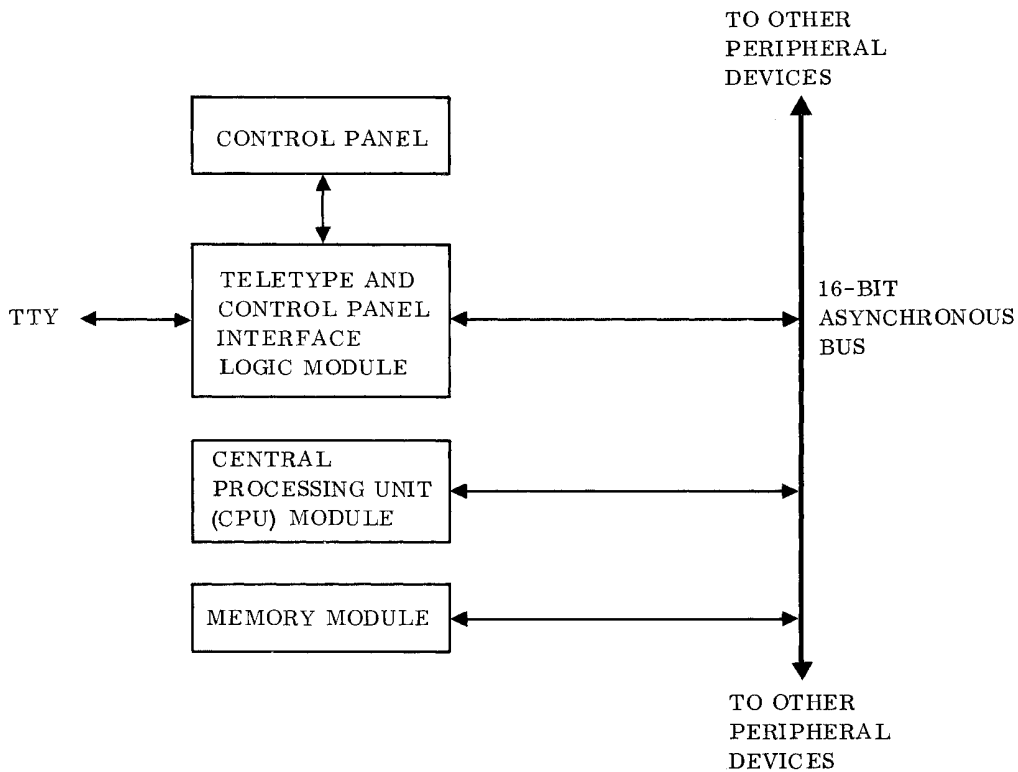 TO OTHER
PERIPHERAL
DEVICES
CONTROL PANEL
TELETYPE AND
CONTROL PANEL
INTERFACE
LOGIC MODULE
TTY
16-BIT
ASYNCHRONOUS
BUS
CENTRAL
PROCESSING UNIT
(CPU) MODULE
MEMORY MODULE
TO OTHER
PERIPHERAL
DEVICES